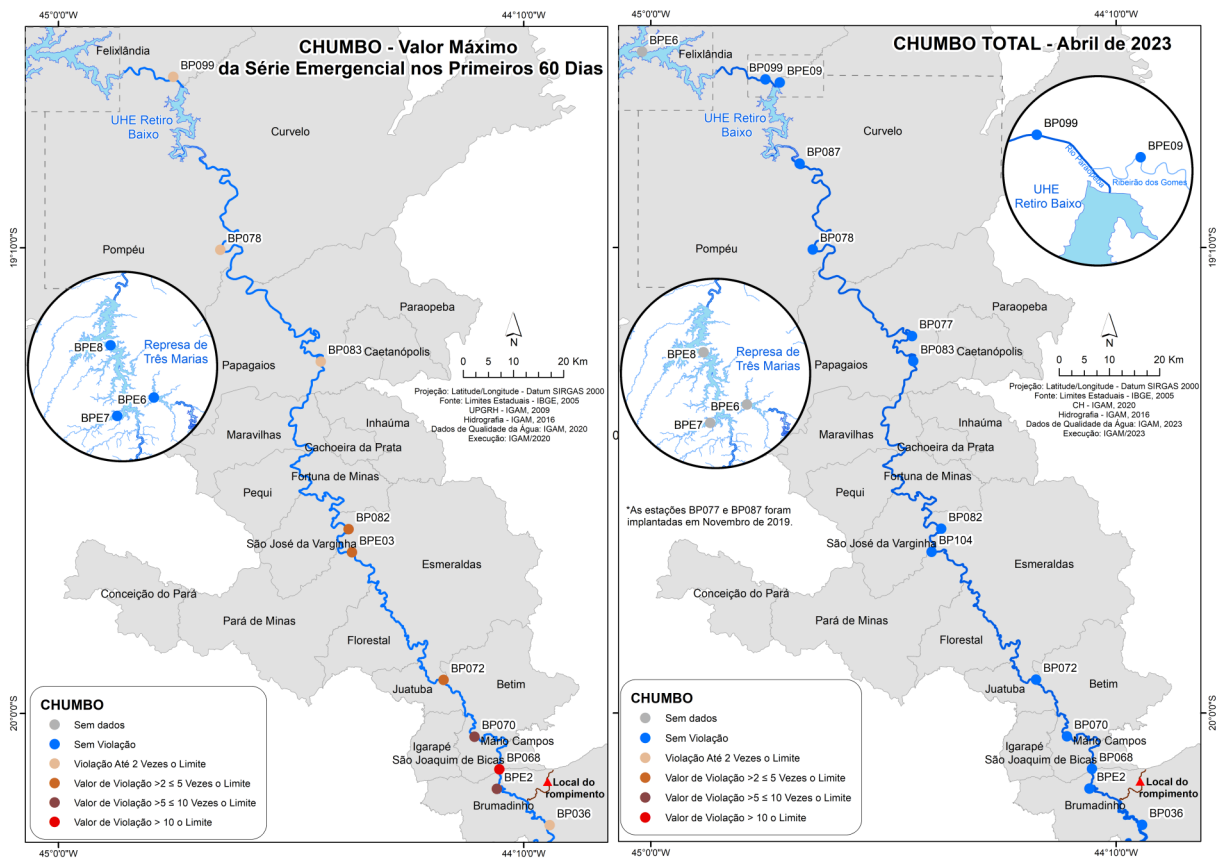 45°0'0"W
44°10'0"W
CHUMBO - Valor Máximo
da Série Emergencial nos Primeiros 60 Dias
Felixlândia
BP099
UHE Retiro
Baixo
Curvelo
19°10'0"S
Pompéu
BP078
Paraopeba
BP083
Caetanópolis
Papagaios
N
0 5 10 20 Km
Projeção: Latitude/Longitude - Datum SIRGAS 2000
Fonte: Limites Estaduais - IBGE, 2005
UPGRH - IGAM, 2009
Hidrografia - IGAM, 2016
Dados de Qualidade da Água: IGAM, 2020
Execução: IGAM/2020
BPE8
Represa de
Três Marias
BPE6
BPE7
Inhaúma
Maravilhas
Cachoeira da Prata
Fortuna de Minas
Pequi
BP082
São José da Varginha
BPE03
Esmeraldas
Conceição do Pará
Pará de Minas
Florestal
BP072
Juatuba
Betim
20°0'0"S
BP070
Igarapé
Mário Campos
São Joaquim de Bicas
BP068
BPE2
Local do
rompimento
Brumadinho
BP036
CHUMBO
Sem dados
Sem Violação
Violação Até 2 Vezes o Limite
Valor de Violação >2 ≤ 5 Vezes o Limite
Valor de Violação >5 ≤ 10 Vezes o Limite
Valor de Violação > 10 o Limite
45°0'0"W
44°10'0"W
45°0'0"W
44°10'0"W
CHUMBO TOTAL - Abril de 2023
BPE6
Felixlândia
BP099
BPE09
UHE Retiro
Baixo
Curvelo
BP087
BP099
BPE09
Rio Paraopeba
Ribeirão dos Gomes
UHE
Retiro Baixo
19°10'0"S
Pompéu
BP078
Paraopeba
BP077
BP083
Caetanópolis
Papagaios
N
0 5 10 20 Km
Projeção: Latitude/Longitude - Datum SIRGAS 2000
Fonte: Limites Estaduais - IBGE, 2005
CH - IGAM, 2020
Hidrografia - IGAM, 2016
Dados de Qualidade da Água: IGAM, 2023
Execução: IGAM/2023
BPE8
Represa de
Três Marias
BPE6
BPE7
Inhaúma
Maravilhas
Cachoeira da Prata
Fortuna de Minas
Pequi
*As estações BP077 e BP087 foram
implantadas em Novembro de 2019.
BP082
São José da Varginha
BP104
Esmeraldas
Conceição do Pará
Pará de Minas
Florestal
BP072
Juatuba
Betim
20°0'0"S
BP070
Igarapé
Mário Campos
São Joaquim de Bicas
BP068
BPE2
Local do
rompimento
Brumadinho
BP036
CHUMBO
Sem dados
Sem Violação
Violação Até 2 Vezes o Limite
Valor de Violação >2 ≤ 5 Vezes o Limite
Valor de Violação >5 ≤ 10 Vezes o Limite
Valor de Violação > 10 o Limite
45°0'0"W
44°10'0"W